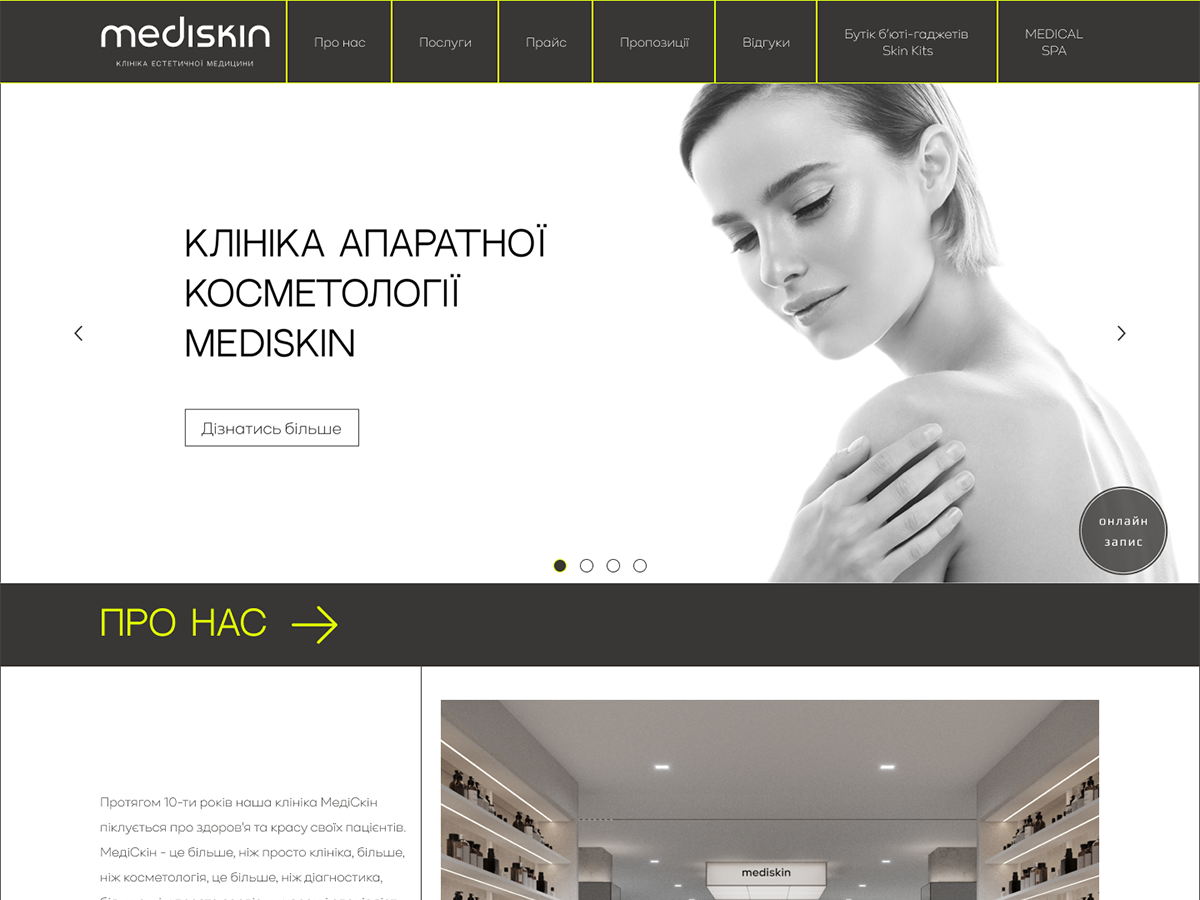 mediskin
КЛІНІКА ЕСТЕТИЧНОЇ МЕДИЦИНИ
Про нас
Послуги
Прайс
Пропозиції
Відгуки
Бутік б'юті-гаджетів
Skin Kits
MEDICAL
SPA
КЛІНІКА АПАРАТНОЇ
КОСМЕТОЛОГІЇ
MEDISKIN
Дізнатись більше
онлайн
запис
ПРО НАС
Протягом 10-ти років наша клініка МедіСкін
піклується про здоров'я та красу своїх пацієнтів.
МедіСкін - це більше, ніж просто клініка, більше,
ніж косметологія, це більше, ніж діагностика,
mediskin